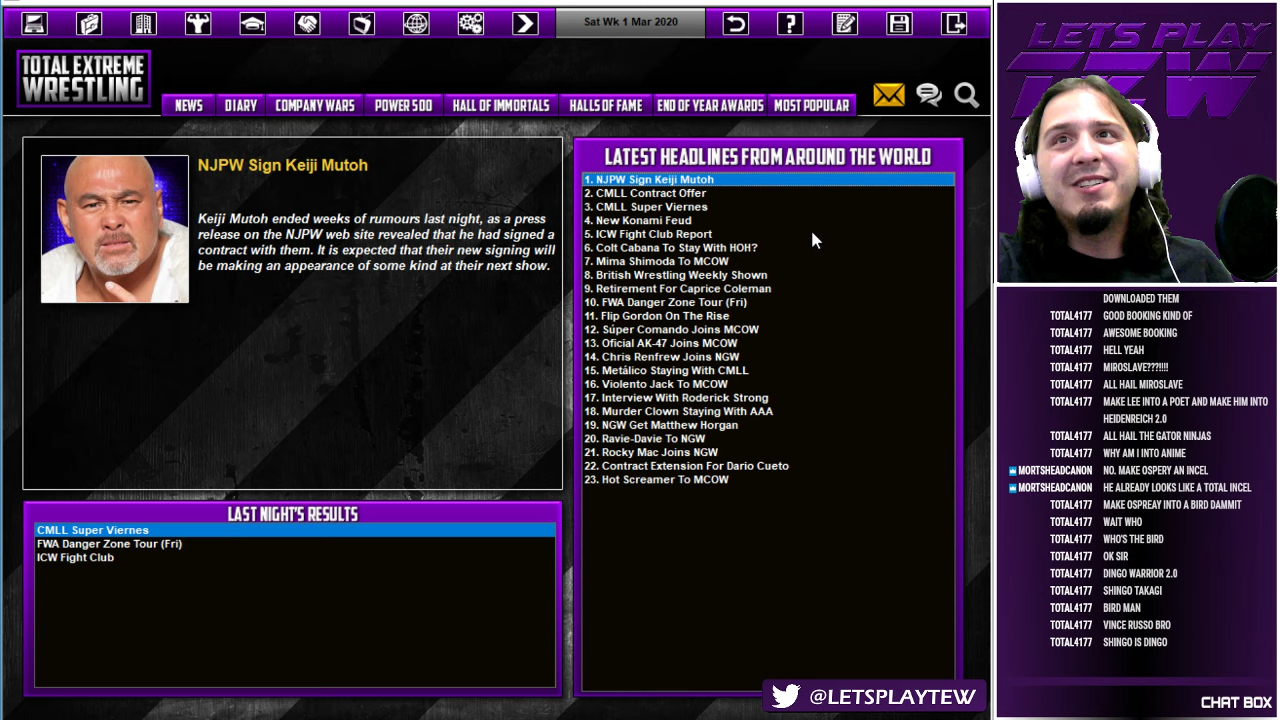 Sat Wk 1 Mar 2020
TOTAL EXTREME
WRESTLING
NEWS
DIARY
COMPANY WARS
POWER 500
HALL OF IMMORTALS
HALLS OF FAME
END OF YEAR AWARDS
MOST POPULAR
NJPW Sign Keiji Mutoh
Keiji Mutoh ended weeks of rumours last night, as a press
release on the NJPW web site revealed that he had signed a
contract with them. It is expected that their new signing will
be making an appearance of some kind at their next show.
LAST NIGHT'S RESULTS
CMLL Super Viernes
FWA Danger Zone Tour (Fri)
ICW Fight Club
LATEST HEADLINES FROM AROUND THE WORLD
1. NJPW Sign Keiji Mutoh
2. CMLL Contract Offer
3. CMLL Super Viernes
4. New Konami Feud
5. ICW Fight Club Report
6. Colt Cabana To Stay With HOH?
7. Mima Shimoda To MCOW
8. British Wrestling Weekly Shown
9. Retirement For Caprice Coleman
10. FWA Danger Zone Tour (Fri)
11. Flip Gordon On The Rise
12. Súper Comando Joins MCOW
13. Oficial AK-47 Joins MCOW
14. Chris Renfrew Joins NGW
15. Metálico Staying With CMLL
16. Violento Jack To MCOW
17. Interview With Roderick Strong
18. Murder Clown Staying With AAA
19. NGW Get Matthew Horgan
20. Ravie-Davie To NGW
21. Rocky Mac Joins NGW
22. Contract Extension For Dario Cueto
23. Hot Screamer To MCOW
@LETSPLAYTEW
LETS PLAY
TEW
DOWNLOADED THEM
TOTAL4177 GOOD BOOKING KIND OF
TOTAL4177 AWESOME BOOKING
TOTAL4177 HELL YEAH
TOTAL4177 MIROSLAVE???!!!!
TOTAL4177 ALL HAIL MIROSLAVE
TOTAL4177 MAKE LEE INTO A POET AND MAKE HIM INTO
HEIDENREICH 2.0
TOTAL4177 ALL HAIL THE GATOR NINJAS
TOTAL4177 WHY AM I INTO ANIME
MORTSHEADCANON NO. MAKE OSPERY AN INCEL
MORTSHEADCANON HE ALREADY LOOKS LIKE A TOTAL INCEL
TOTAL4177 MAKE OSPREAY INTO A BIRD DAMMIT
TOTAL4177 WAIT WHO
TOTAL4177 WHO'S THE BIRD
TOTAL4177 OK SIR
TOTAL4177 DINGO WARRIOR 2.0
TOTAL4177 SHINGO TAKAGI
TOTAL4177 BIRD MAN
TOTAL4177 VINCE RUSSO BRO
TOTAL4177 SHINGO IS DINGO
CHAT BOX